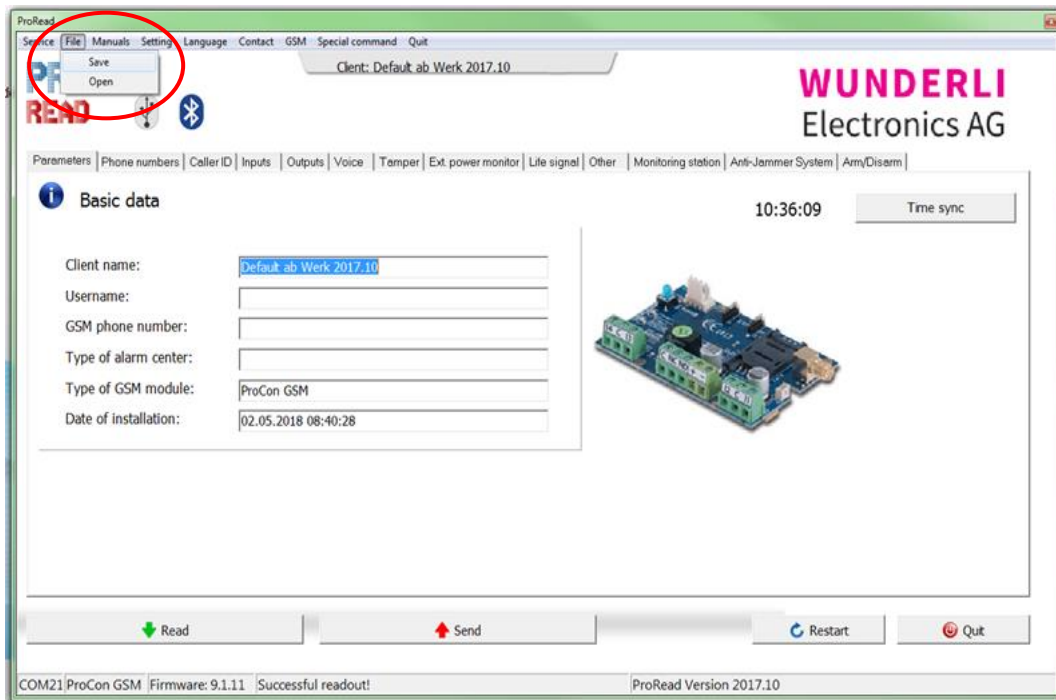 ProRead
Service File Manuals Setting Language Contact GSM Special command Quit
Save
Open
Client: Default ab Werk 2017.10
READ
WUNDERLI
Electronics AG
Parameters Phone numbers Caller ID Inputs Outputs Voice Tamper Ext. power monitor Life signal Other Monitoring station Anti-Jammer System Arm/Disarm
Basic data
10:36:09 Time sync
Client name: Default ab Werk 2017.10
Username:
GSM phone number:
Type of alarm center:
Type of GSM module: ProCon GSM
Date of installation: 02.05.2018 08:40:28
Read Send Restart Quit
COM21 ProCon GSM Firmware: 9.1.11 Successful readout! ProRead Version 2017.10